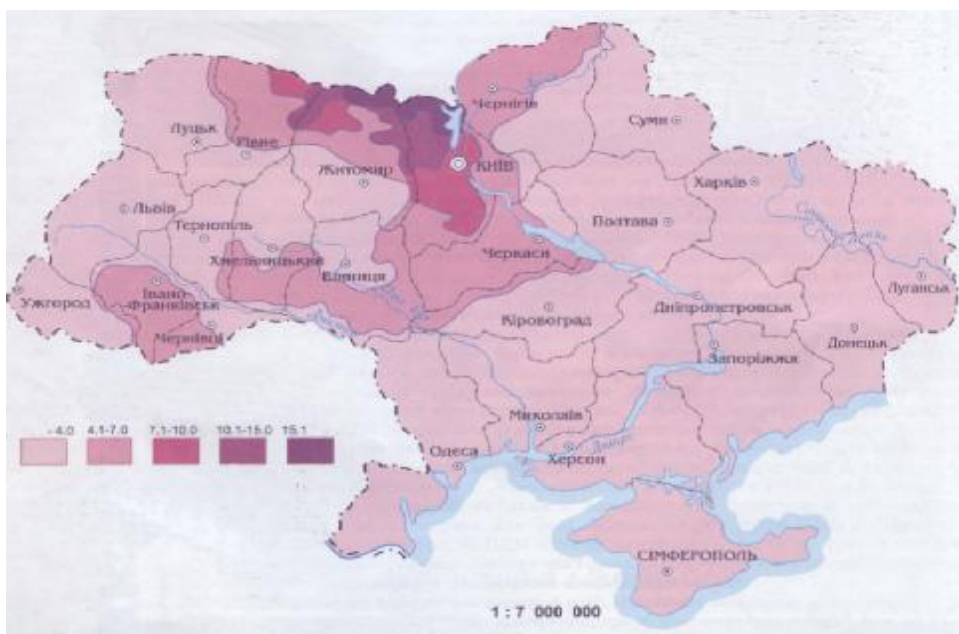 Чернігів
Суми
Луцьк
Рівне
КИЇВ
Житомир
Харків
Львів
Полтава
Тернопіль
Черкаси
Хмельницький
Вінниця
Луганськ
Ужгород
Івано-
Франківськ
Дніпропетровськ
Кіровоград
Чернівці
Донецьк
Запоріжжя
Миколаїв
- 4.0 4.1-7.0 7.1-10.0 10.1-15.0 15.1
Дніпро
Одеса
Херсон
СІМФЕРОПОЛЬ
1 : 7 000 000